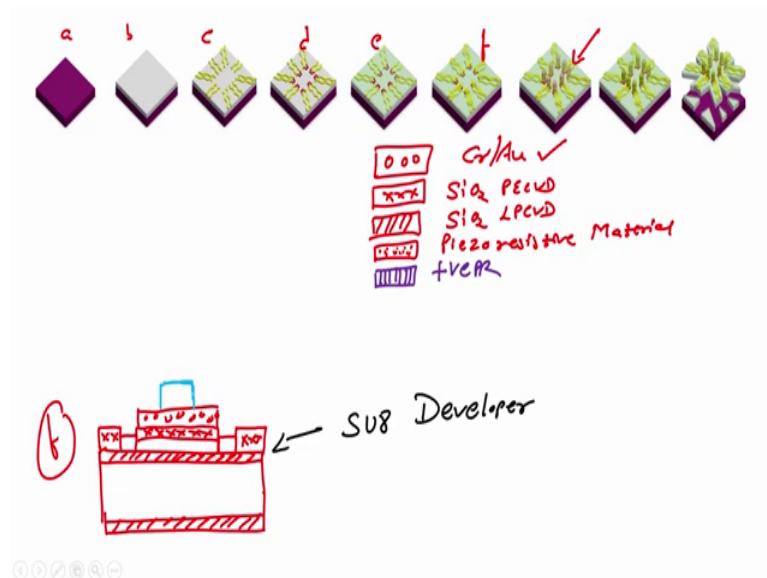 a b c d e f
Cr/Au ✓
SiO2 PECVD
SiO2 LPCVD
Piezoresistive Material
+ve PR
f
SU8 Developer